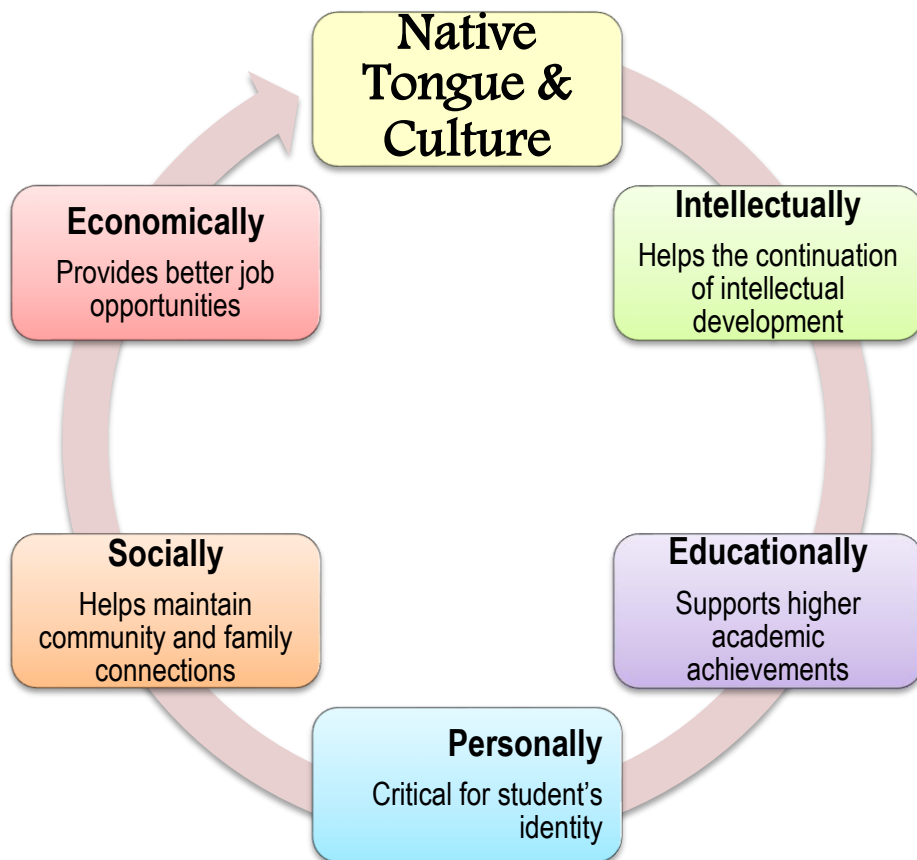 Native
Tongue &
Culture
Intellectually
Helps the continuation
of intellectual
development
Educationally
Supports higher
academic
achievements
Personally
Critical for student’s
identity
Socially
Helps maintain
community and family
connections
Economically
Provides better job
opportunities